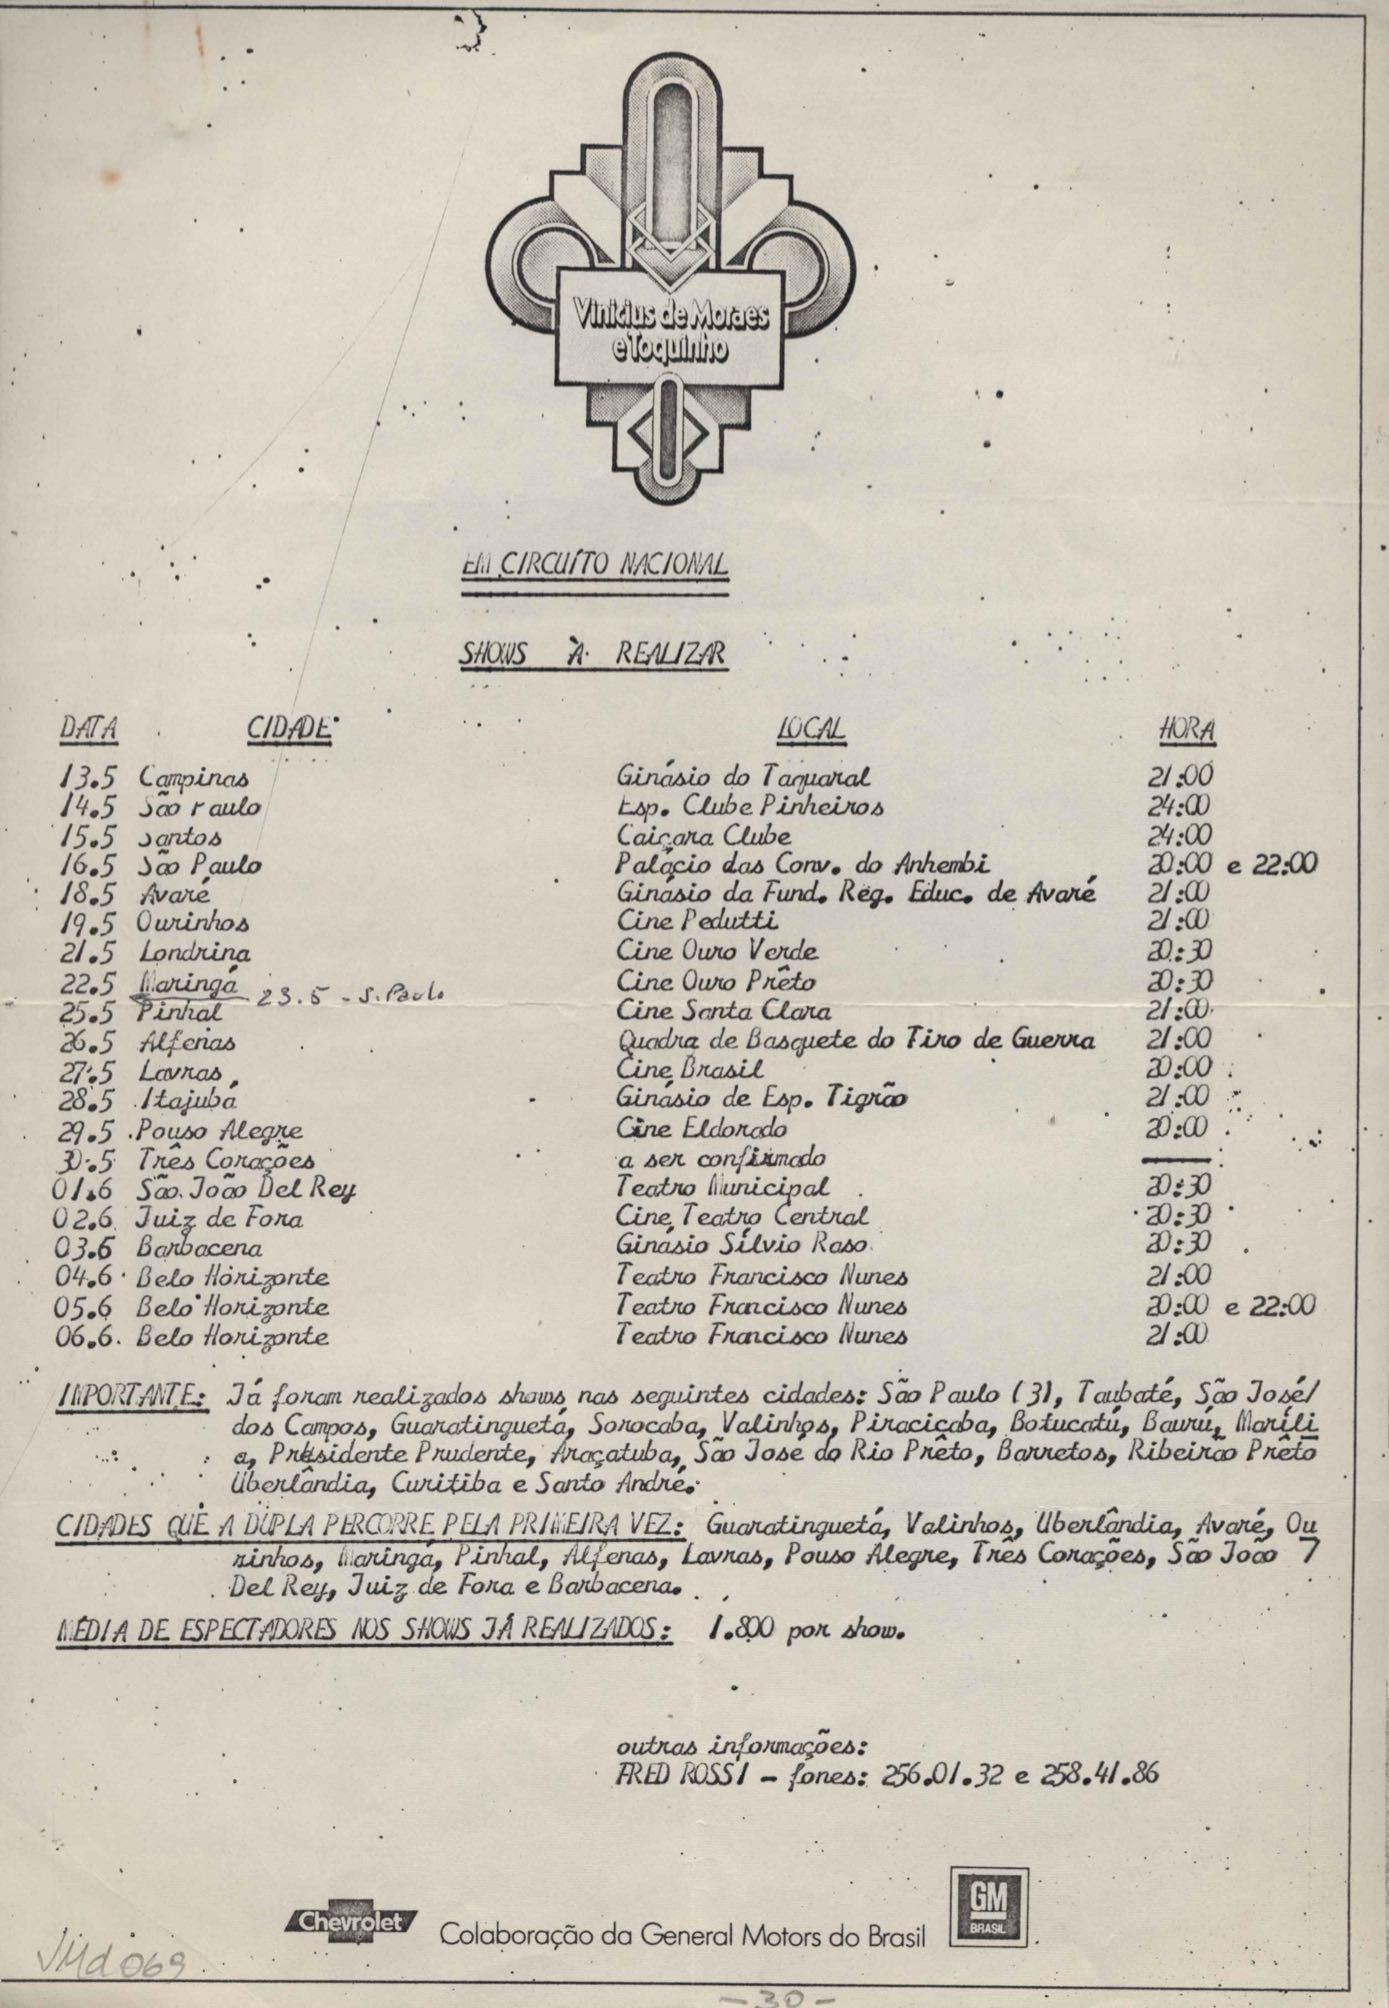 Vinicius de Moraes
e Toquinho
EM CIRCUÍTO NACIONAL
SHOWS À REALIZAR
DATA CIDADE LOCAL HORA
13.5 Campinas Ginásio do Taquaral 21:00
14.5 São Paulo Esp. Clube Pinheiros 24:00
15.5 Santos Caiçara Clube 24:00
16.5 São Paulo Palácio das Conv. do Anhembi 20:00 e 22:00
18.5 Avaré Ginásio da Fund. Reg. Educ. de Avaré 21:00
19.5 Ourinhos Cine Pedutti 21:00
21.5 Londrina Cine Ouro Verde 20:30
22.5 Maringá Cine Ouro Prêto 20:30
23.5 - S. Paulo
25.5 Pinhal Cine Santa Clara 21:00
26.5 Alfenas Quadra de Basquete do Tiro de Guerra 21:00
27.5 Lavras Cine Brasil 20:00
28.5 Itajubá Ginásio de Esp. Tigrão 21:00
29.5 Pouso Alegre Cine Eldorado 20:00
30.5 Três Corações a ser confirmado ———
01.6 São João Del Rey Teatro Municipal 20:30
02.6 Juiz de Fora Cine Teatro Central 20:30
03.6 Barbacena Ginásio Sílvio Raso 20:30
04.6 Belo Horizonte Teatro Francisco Nunes 21:00
05.6 Belo Horizonte Teatro Francisco Nunes 20:00 e 22:00
06.6 Belo Horizonte Teatro Francisco Nunes 21:00
IMPORTANTE: Já foram realizados shows nas seguintes cidades: São Paulo (3), Taubaté, São José/
dos Campos, Guaratinguetá, Sorocaba, Valinhos, Piracicaba, Botucatú, Baurú, Maríli
a, Presidente Prudente, Araçatuba, São José do Rio Prêto, Barretos, Ribeirão Prêto
Uberlândia, Curitiba e Santo André.
CIDADES QUE A DUPLA PERCORRE PELA PRIMEIRA VEZ: Guaratinguetá, Valinhos, Uberlândia, Avaré, Ou
rinhos, Maringá, Pinhal, Alfenas, Lavras, Pouso Alegre, Três Corações, São João /
Del Rey, Juiz de Fora e Barbacena.
MÉDIA DE ESPECTADORES NOS SHOWS JÁ REALIZADOS: 1.800 por show.
outras informações:
FRED ROSSI - fones: 256.01.32 e 258.41.86
Chevrolet Colaboração da General Motors do Brasil GM
BRASIL
VMd069
-30-